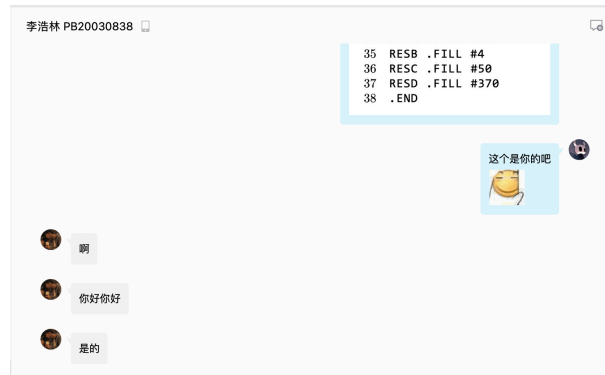 李浩林 PB20030838
35 RESB .FILL #4
36 RESC .FILL #50
37 RESD .FILL #370
38 .END
这个是你的吧
啊
你好你好
是的